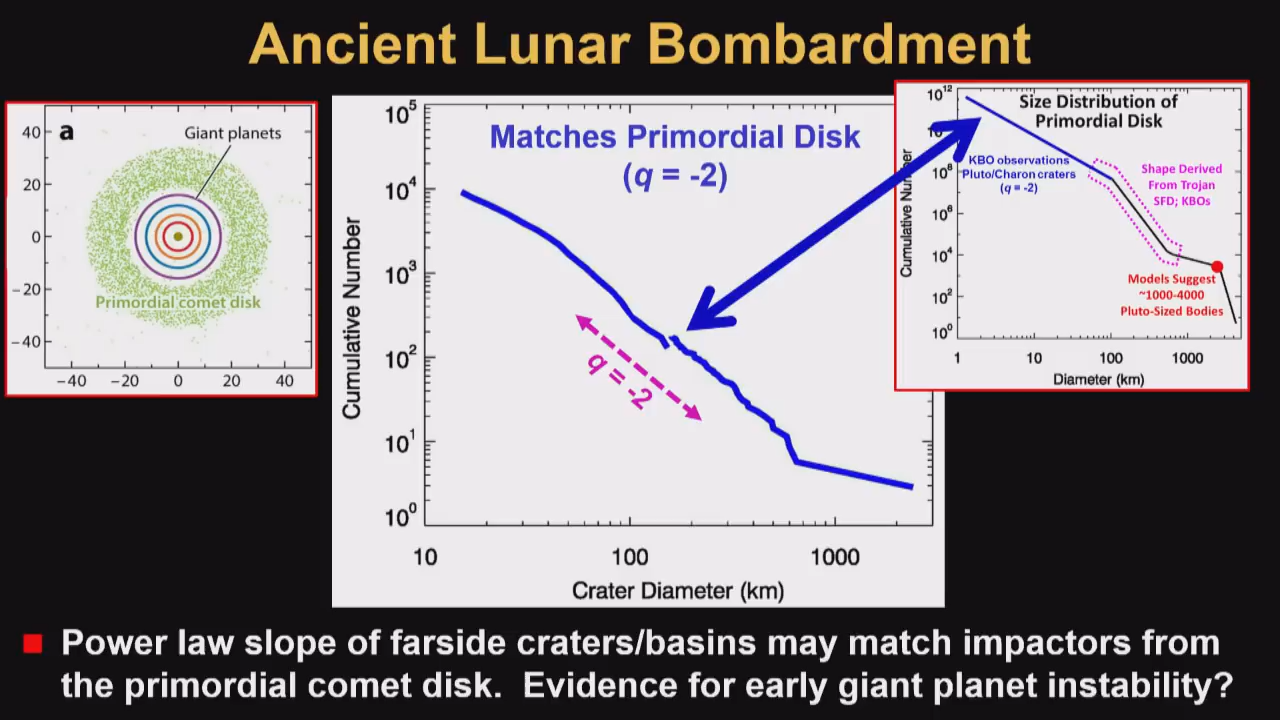 Ancient Lunar Bombardment
a
Giant planets
Primordial comet disk
40
20
0
−20
−40
−40 −20 0 20 40
Matches Primordial Disk
(q = -2)
q = -2
Cumulative Number
10^5
10^4
10^3
10^2
10^1
10^0
10 100 1000
Crater Diameter (km)
Size Distribution of
Primordial Disk
KBO observations
Pluto/Charon craters
(q = -2)
Shape Derived
From Trojan
SFD; KBOs
Models Suggest
~1000-4000
Pluto-Sized Bodies
Cumulative Number
10^12
10^8
10^6
10^4
10^2
10^0
1 10 100 1000
Diameter (km)
Power law slope of farside craters/basins may match impactors from
the primordial comet disk. Evidence for early giant planet instability?